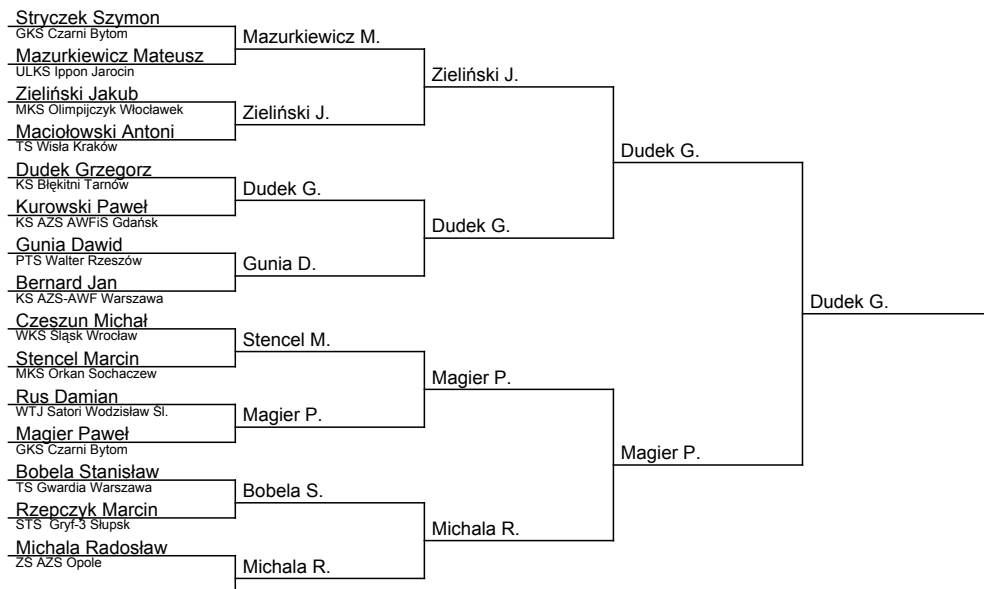 Stryczek Szymon
GKS Czarni Bytom
Mazurkiewicz Mateusz
ULKS Ippon Jarocin
Zieliński Jakub
MKS Olimpijczyk Włocławek
Maciołowski Antoni
TS Wisła Kraków
Dudek Grzegorz
KS Błękitni Tarnów
Kurowski Paweł
KS AZS AWFiS Gdańsk
Gunia Dawid
PTS Walter Rzeszów
Bernard Jan
KS AZS-AWF Warszawa
Czeszun Michał
WKS Śląsk Wrocław
Stencel Marcin
MKS Orkan Sochaczew
Rus Damian
WTJ Satori Wodzisław Śl.
Magier Paweł
GKS Czarni Bytom
Bobela Stanisław
TS Gwardia Warszawa
Rzepczyk Marcin
STS Gryf-3 Słupsk
Michala Radosław
ZS AZS Opole
Mazurkiewicz M.
Zieliński J.
Dudek G.
Gunia D.
Stencel M.
Magier P.
Bobela S.
Michala R.
Zieliński J.
Dudek G.
Magier P.
Michala R.
Dudek G.
Magier P.
Dudek G.